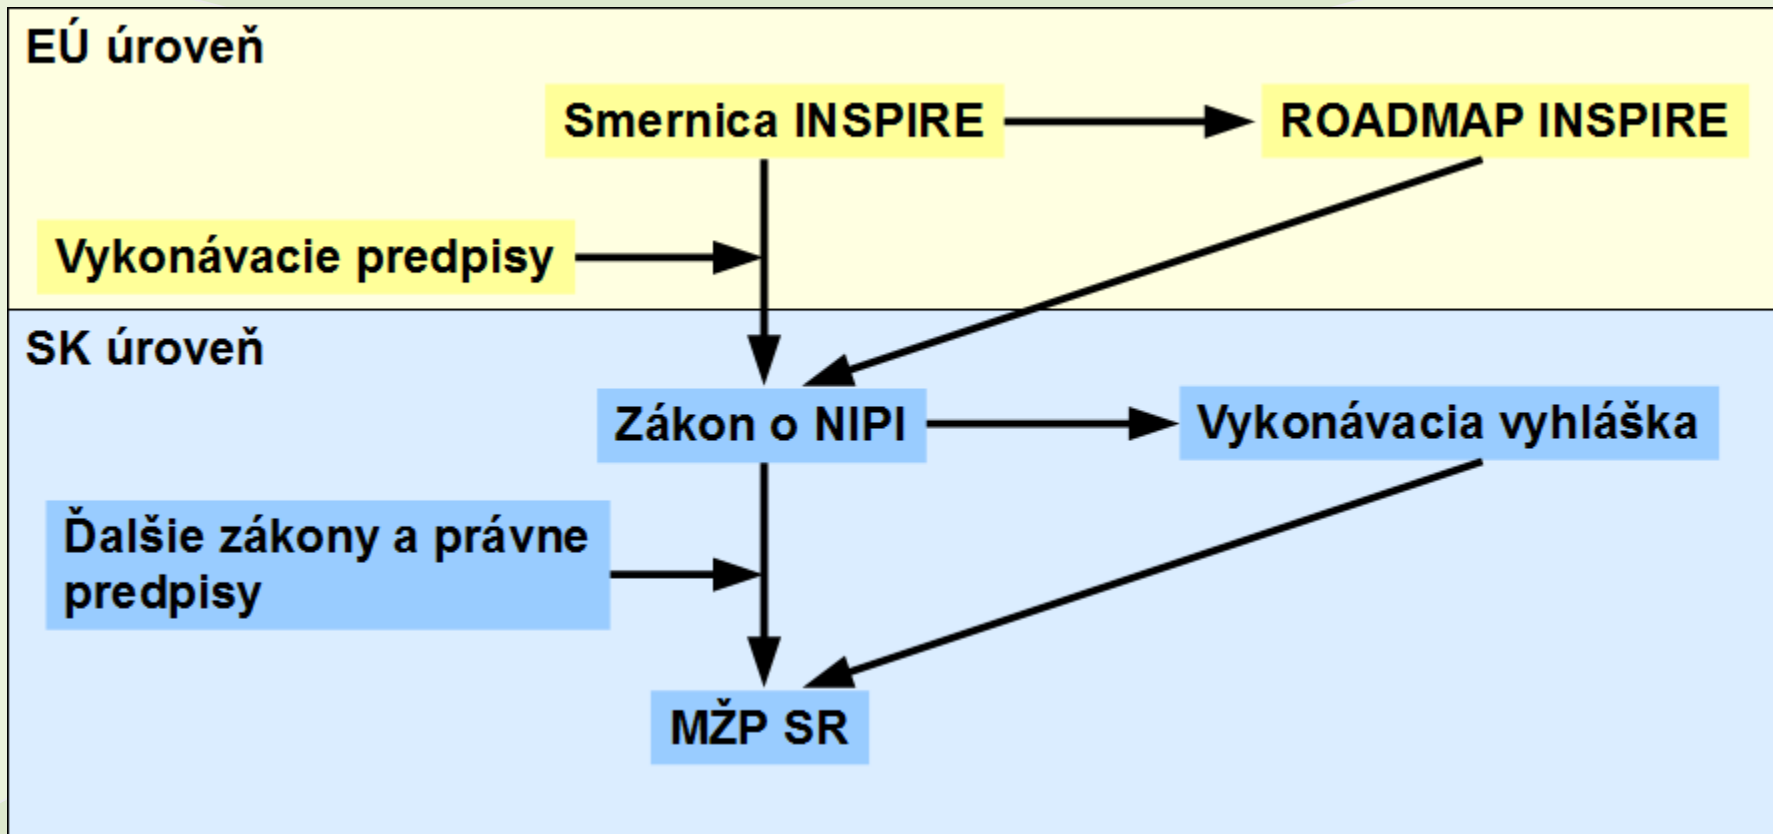 EÚ úroveň
Smernica INSPIRE
ROADMAP INSPIRE
Vykonávacie predpisy
SK úroveň
Zákon o NIPI
Vykonávacia vyhláška
Ďalšie zákony a právne
predpisy
MŽP SR